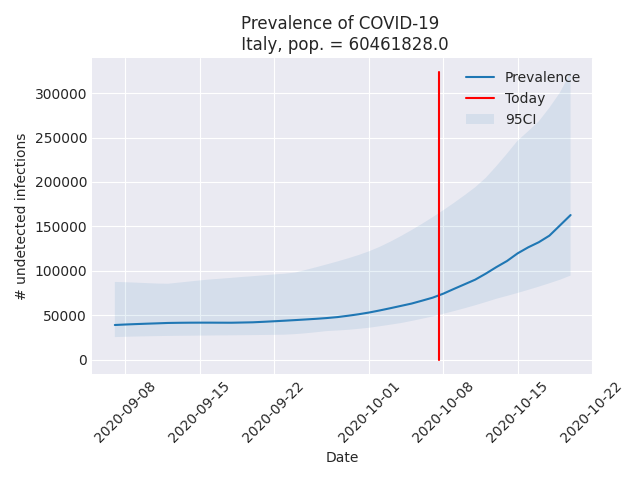 Prevalence of COVID-19
Italy, pop. = 60461828.0
Prevalence
Today
95CI
300000
250000
200000
150000
100000
50000
0
# undetected infections
2020-09-08
2020-09-15
2020-09-22
2020-10-01
2020-10-08
2020-10-15
2020-10-22
Date